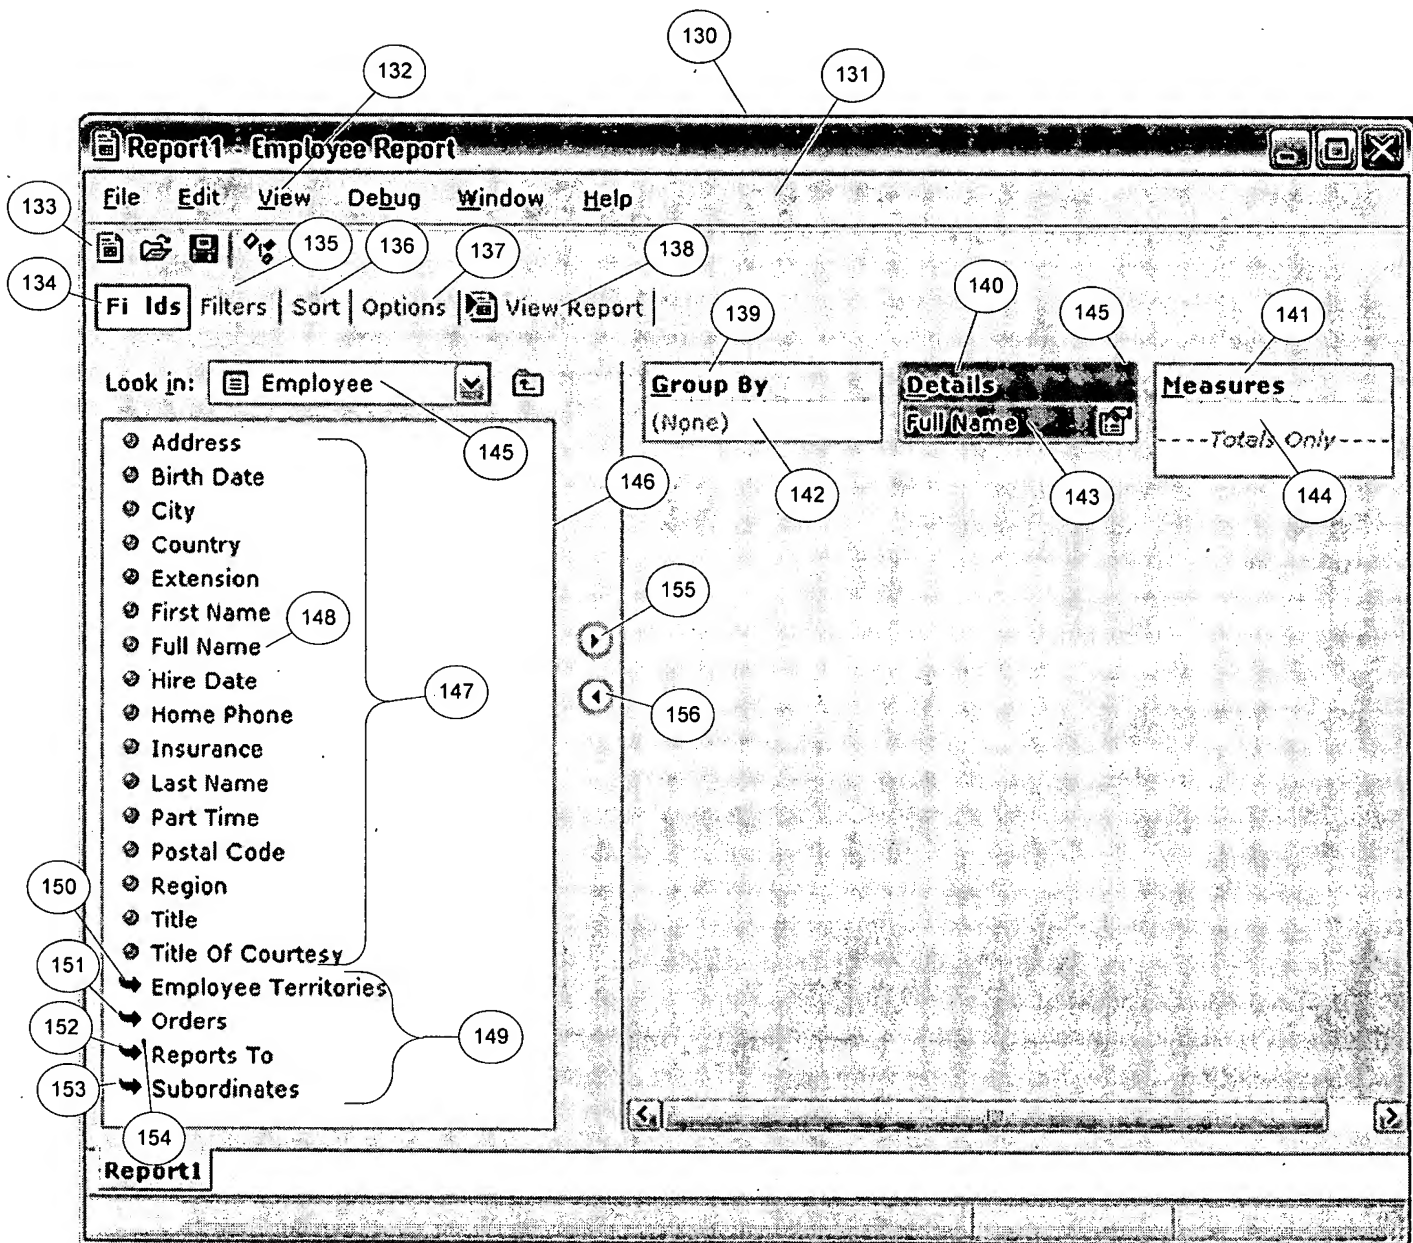 130
132
131
Report1 - Employee Report
File Edit View Debug Window Help
133
135
136
137
138
134
Fi lds Filters Sort Options View Report
140
145
139
141
Look in: Employee
Group By
Details
Measures
(None)
Full Name
----Totals Only----
145
146
142
143
144
Address
Birth Date
City
Country
Extension
First Name
148
155
Full Name
Hire Date
147
Home Phone
156
Insurance
Last Name
Part Time
Postal Code
150
Region
Title
Title Of Courtesy
151
Employee Territories
152
Orders
149
Reports To
153
Subordinates
154
Report1